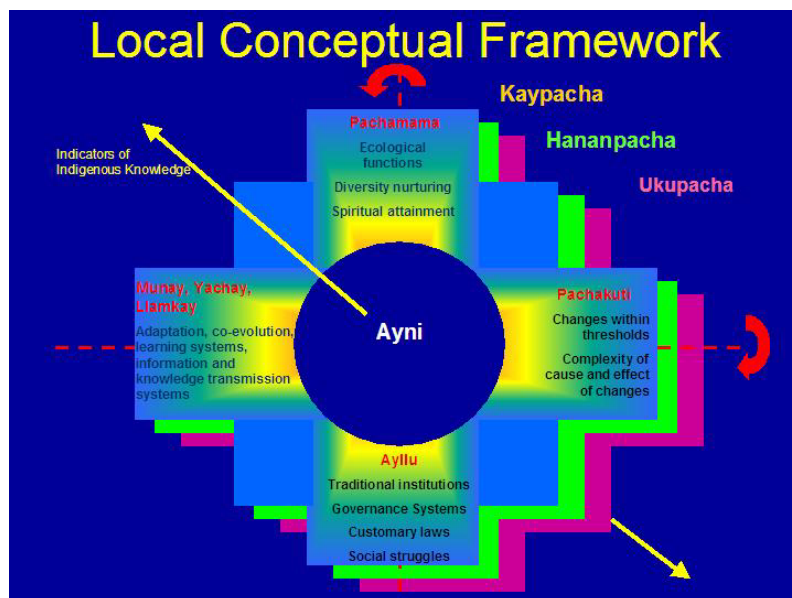 Local Conceptual Framework
Kaypacha
Hananpacha
Ukupacha
Indicators of
Indigenous Knowledge
Pachamama
Ecological
functions
Diversity nurturing
Spiritual attainment
Munay, Yachay,
Llamkay
Adaptation, co-evolution,
learning systems,
information and
knowledge transmission
systems
Ayni
Pachakuti
Changes within
thresholds
Complexity of
cause and effect
of changes
Ayllu
Traditional institutions
Governance Systems
Customary laws
Social struggles